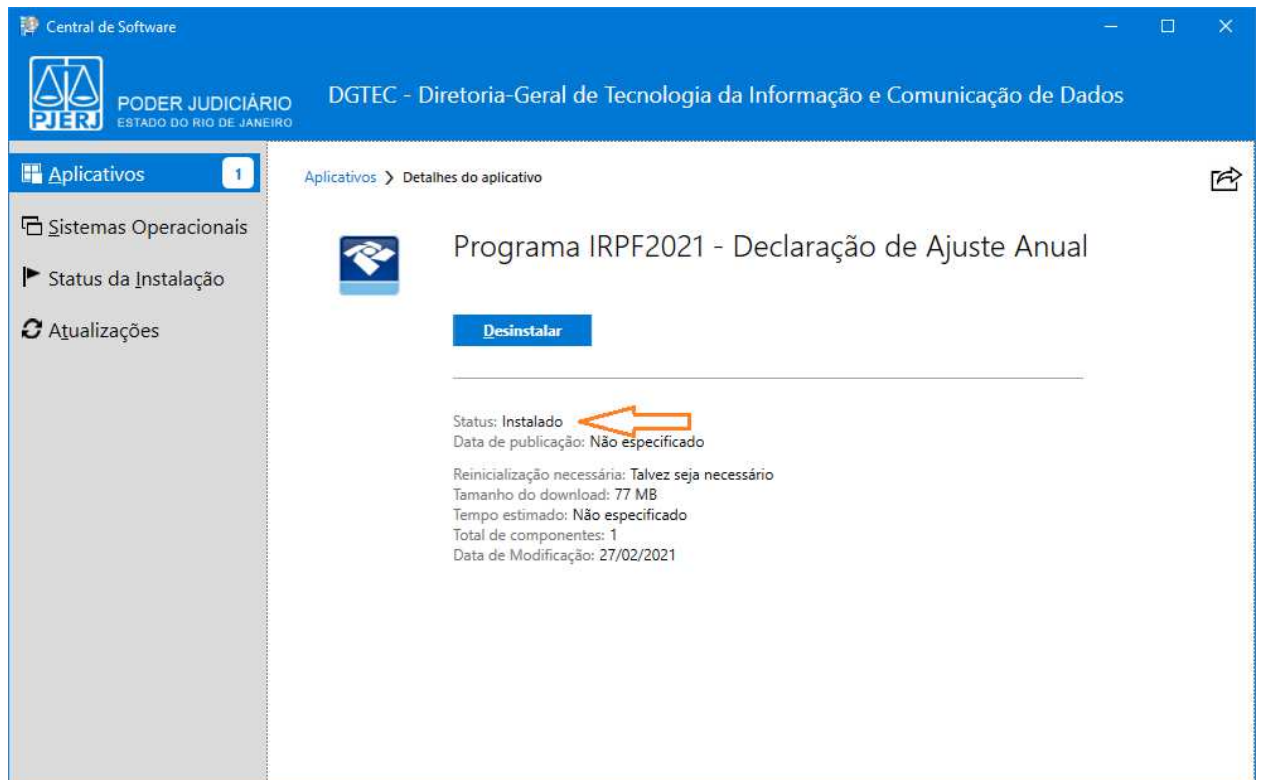 Central de Software
PJERJ
PODER JUDICIÁRIO
ESTADO DO RIO DE JANEIRO
DGTEC - Diretoria-Geral de Tecnologia da Informação e Comunicação de Dados
Aplicativos 1
Sistemas Operacionais
Status da Instalação
Atualizações
Aplicativos > Detalhes do aplicativo
Programa IRPF2021 - Declaração de Ajuste Anual
Desinstalar
Status: Instalado
Data de publicação: Não especificado
Reinicialização necessária: Talvez seja necessário
Tamanho do download: 77 MB
Tempo estimado: Não especificado
Total de componentes: 1
Data de Modificação: 27/02/2021